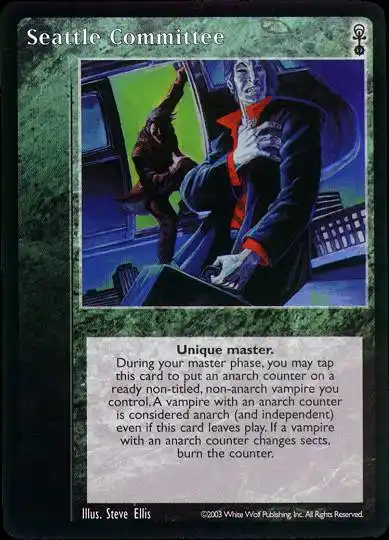 Seattle Committee
Unique master.
During your master phase, you may tap
this card to put an anarch counter on a
ready non-titled, non-anarch vampire you
control. A vampire with an anarch counter
is considered anarch (and independent)
even if this card leaves play. If a vampire
with an anarch counter changes sects,
burn the counter.
Illus. Steve Ellis
©2003 White Wolf Publishing, Inc. All Rights Reserved.